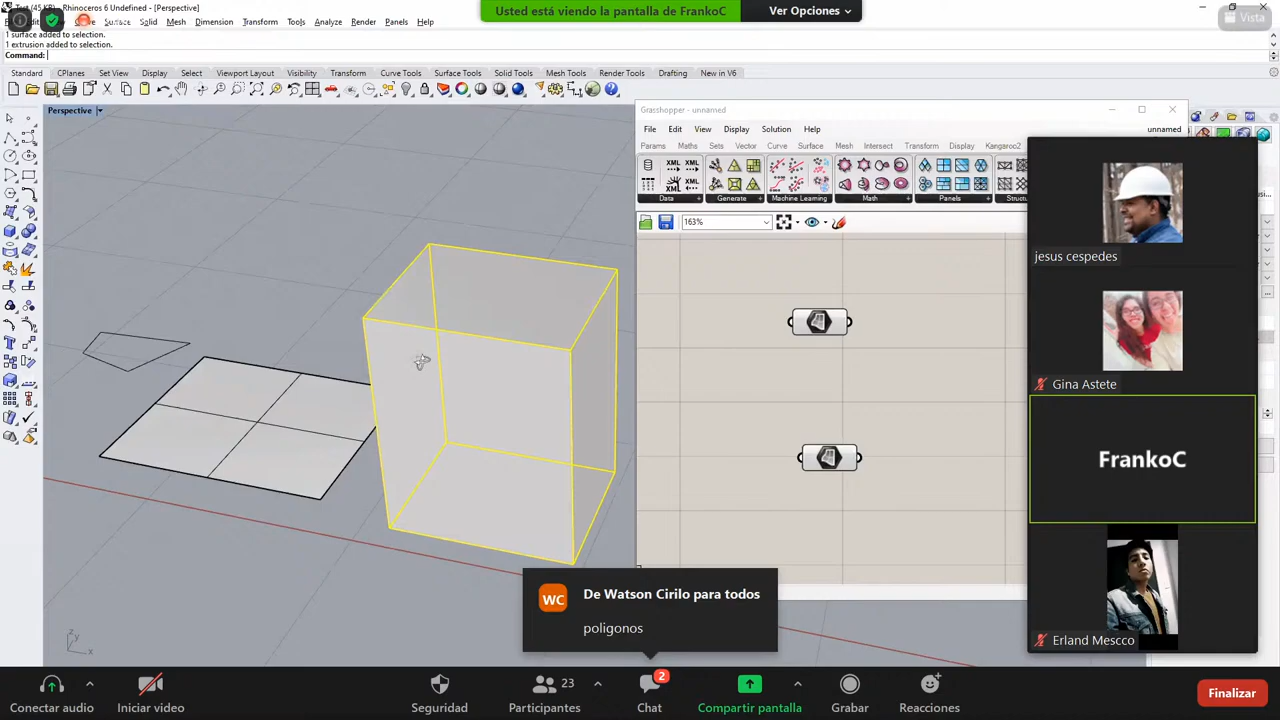 Usted está viendo la pantalla de FrankoC
Ver Opciones
Vista
(45 KB) - Rhinoceros 6 Undefined - [Perspective]
Surface Solid Mesh Dimension Transform Tools Analyze Render Panels Help
1 surface added to selection.
1 extrusion added to selection.
Command:
Standard CPlanes Set View Display Select Viewport Layout Visibility Transform Curve Tools Surface Tools Solid Tools Mesh Tools Render Tools Drafting New in V6
Perspective
Grasshopper - unnamed
File Edit View Display Solution Help unnamed
Params Maths Sets Vector Curve Surface Mesh Intersect Transform Display Kangaroo2
XML XML
XML
Data Generate Machine Learning Math Panels
163%
jesus cespedes
Gina Astete
FrankoC
Erland Mescco
z
y
x
WC
De Watson Cirilo para todos
poligonos
2
23
Conectar audio
Iniciar video
Seguridad
Participantes
Chat
Compartir pantalla
Grabar
Reacciones
Finalizar